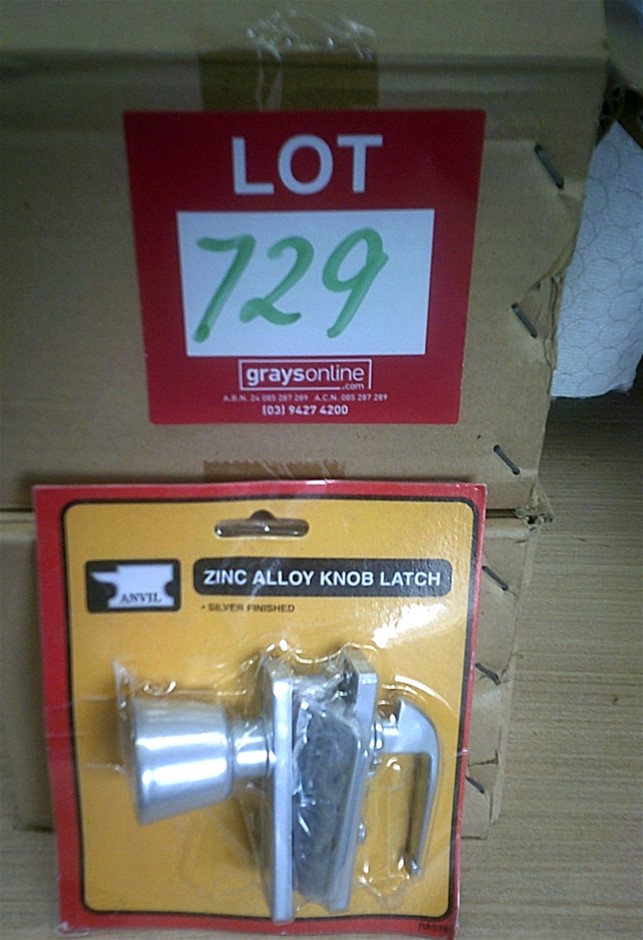 LOT
729
graysonline
.com
A.B.N. 04 085 287 289 A.C.N. 085 287 289
(03) 9427 4200
ANVIL
ZINC ALLOY KNOB LATCH
• SILVER FINISHED